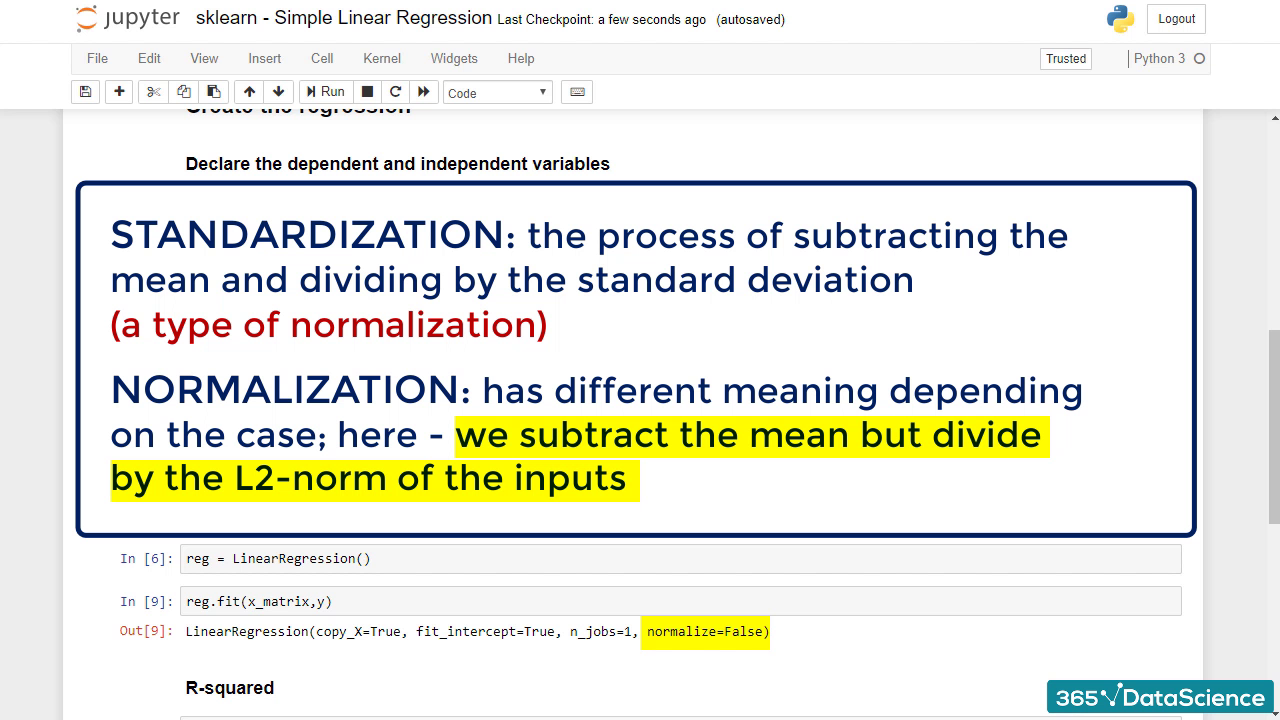 jupyter sklearn - Simple Linear Regression Last Checkpoint: a few seconds ago (autosaved) Logout
File Edit View Insert Cell Kernel Widgets Help Trusted Python 3
Run Code
Create the regression
Declare the dependent and independent variables
STANDARDIZATION: the process of subtracting the
mean and dividing by the standard deviation
(a type of normalization)
NORMALIZATION: has different meaning depending
on the case; here - we subtract the mean but divide
by the L2-norm of the inputs
In [6]: reg = LinearRegression()
In [9]: reg.fit(x_matrix,y)
Out[9]: LinearRegression(copy_X=True, fit_intercept=True, n_jobs=1, normalize=False)
R-squared
365 DataScience